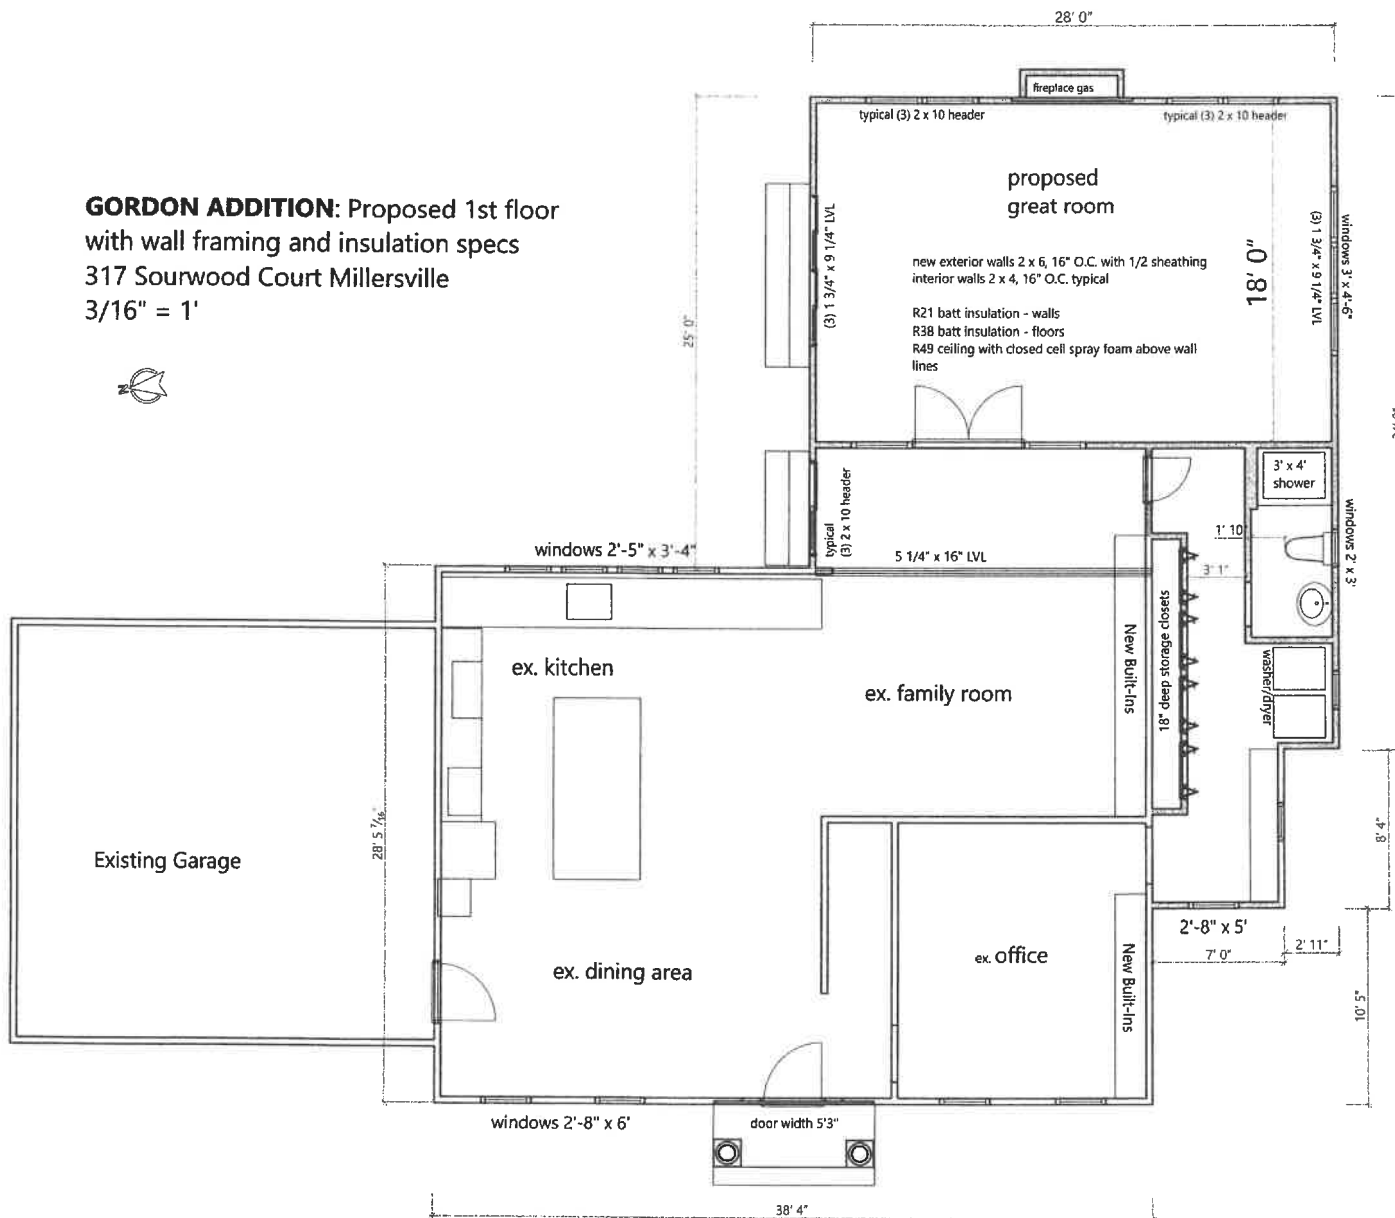 28' 0"
fireplace gas
typical (3) 2 x 10 header
typical (3) 2 x 10 header
GORDON ADDITION: Proposed 1st floor
with wall framing and insulation specs
317 Sourwood Court Millersville
3/16" = 1'
N
proposed
great room
new exterior walls 2 x 6, 16" O.C. with 1/2 sheathing
interior walls 2 x 4, 16" O.C. typical
R21 batt insulation - walls
R38 batt insulation - floors
R49 ceiling with closed cell spray foam above wall
lines
(3) 1 3/4" x 9 1/4" LVL
18' 0"
(3) 1 3/4" x 9 1/4" LVL
windows 3' x 4'-6"
25' 0"
3' x 4'
shower
typical
(3) 2 x 10 header
1' 10
windows 2' x 3'
windows 2'-5" x 3'-4"
5 1/4" x 16" LVL
3' 1"
18" deep storage closets
New Built-Ins
ex. kitchen
ex. family room
washer/dryer
28' 5 7/16"
Existing Garage
8' 4"
ex. dining area
ex. office
New Built-Ins
2'-8" x 5'
7' 0"
2' 11"
10' 5"
windows 2'-8" x 6'
door width 5'3"
38' 4"